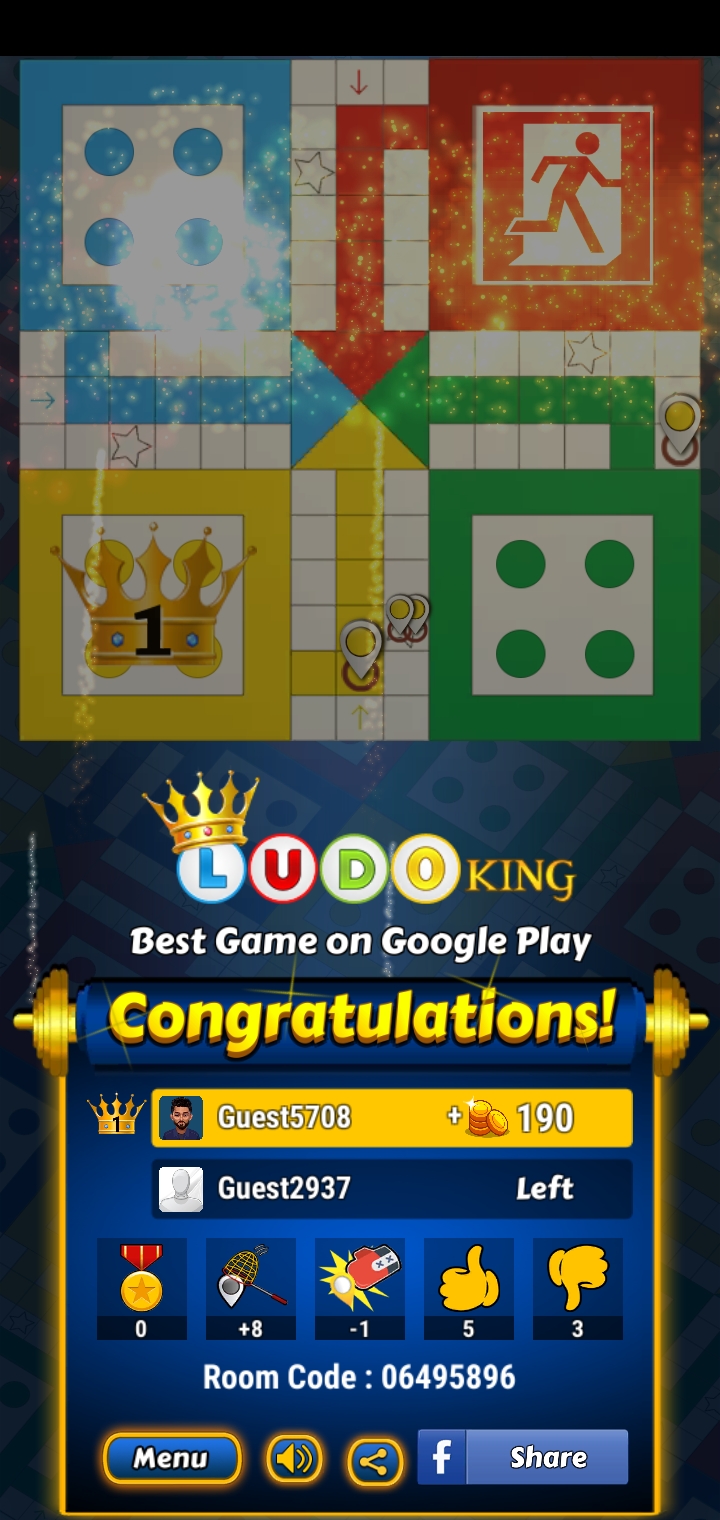 1
LUDO KING
Best Game on Google Play
Congratulations!
1 Guest5708 + 190
Guest2937 Left
0 +8 -1 5 3
Room Code : 06495896
Menu f Share